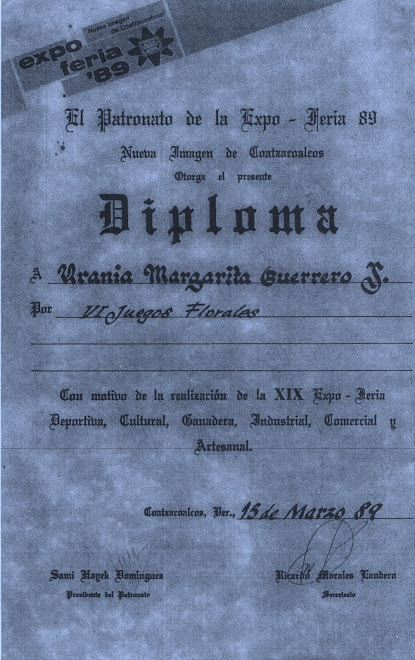 Nueva Imagen
de Coatzacoalcos!
expo
feria
'89
El Patronato de la Expo - Feria 89
Nueva Imagen de Coatzacoalcos
Otorga el presente
Diploma
A Urania Margarita Guerrero S.
Por VI Juegos Florales
Con motivo de la realización de la XIX Expo - Feria
Deportiva, Cultural, Ganadera, Industrial, Comercial y
Artesanal.
Coatzacoalcos, Ver., 15 de Marzo 89
Sami Hayek Domínguez
Presidente del Patronato
Ricardo Morales Landero
Secretario